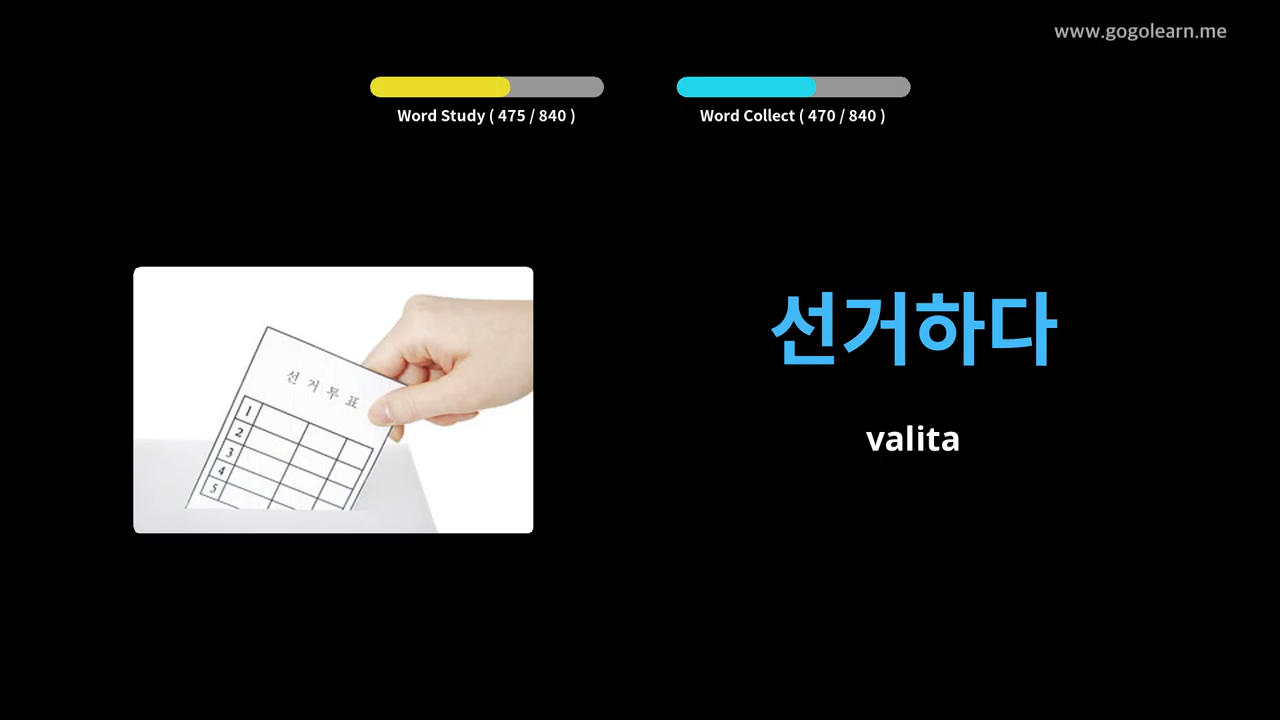 www.gogolearn.me
Word Study ( 475 / 840 )
Word Collect ( 470 / 840 )
선거투표
1
2
3
4
5
선거하다
valita